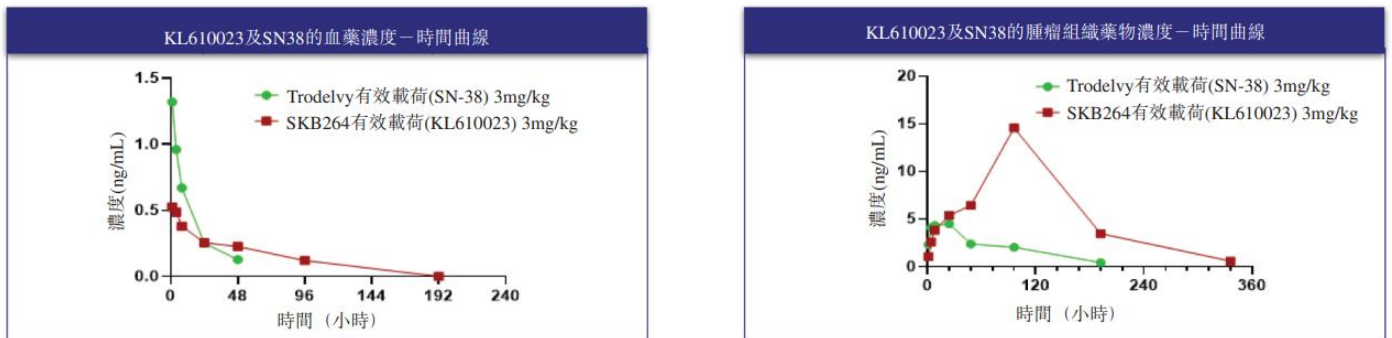 KL610023及SN38的血藥濃度－時間曲線
1.5
1.0
0.5
0.0
濃度(ng/mL)
Trodelvy有效載荷(SN-38) 3mg/kg
SKB264有效載荷(KL610023) 3mg/kg
0 48 96 144 192 240
時間（小時）
KL610023及SN38的腫瘤組織藥物濃度－時間曲線
20
15
10
5
0
濃度(ng/mL)
Trodelvy有效載荷(SN-38) 3mg/kg
SKB264有效載荷(KL610023) 3mg/kg
0 120 240 360
時間（小時）